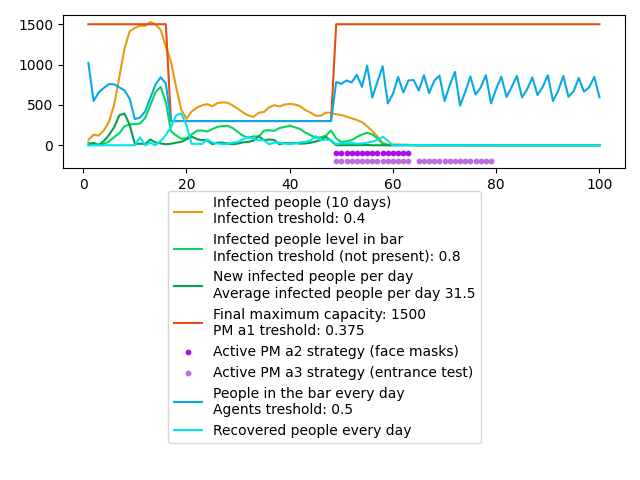 1500
1000
500
0
0 20 40 60 80 100
Infected people (10 days)
Infection treshold: 0.4
Infected people level in bar
Infection treshold (not present): 0.8
New infected people per day
Average infected people per day 31.5
Final maximum capacity: 1500
PM a1 treshold: 0.375
Active PM a2 strategy (face masks)
Active PM a3 strategy (entrance test)
People in the bar every day
Agents treshold: 0.5
Recovered people every day